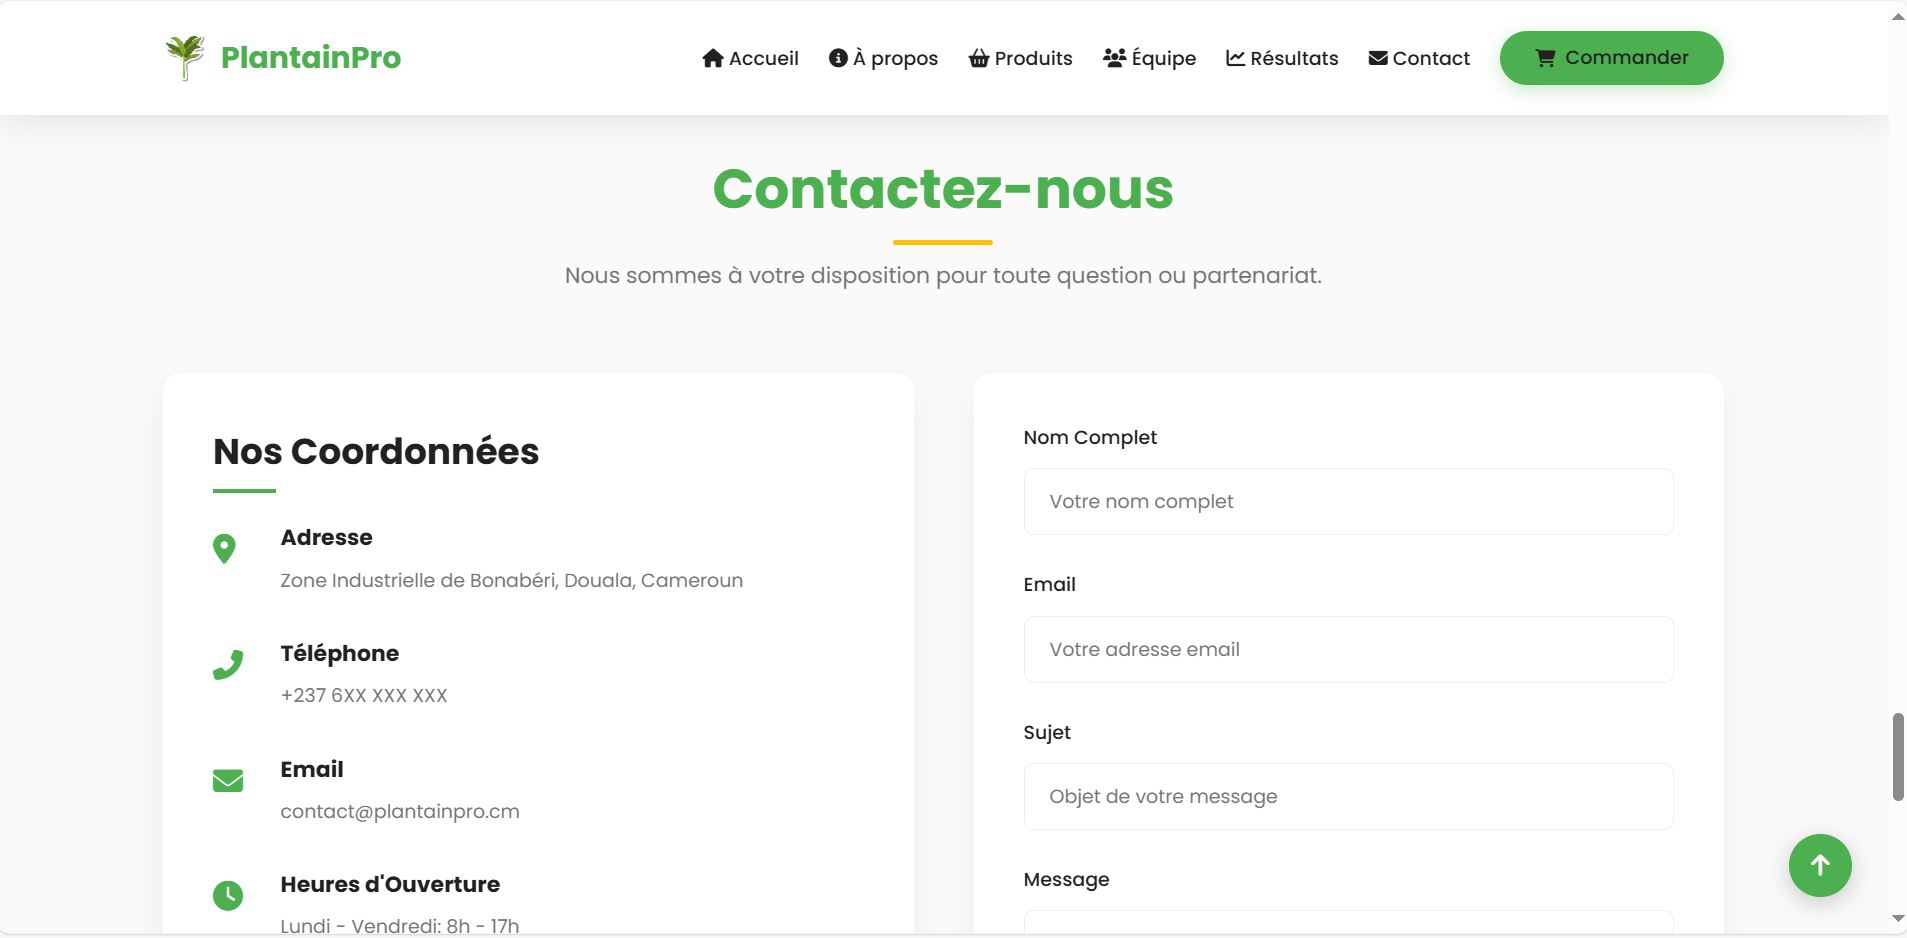 PlantainPro
Accueil
À propos
Produits
Équipe
Résultats
Contact
Commander
Contactez-nous
Nous sommes à votre disposition pour toute question ou partenariat.
Nos Coordonnées
Adresse
Zone Industrielle de Bonabéri, Douala, Cameroun
Téléphone
+237 6XX XXX XXX
Email
contact@plantainpro.cm
Heures d'Ouverture
Lundi - Vendredi: 8h - 17h
Nom Complet
Votre nom complet
Email
Votre adresse email
Sujet
Objet de votre message
Message